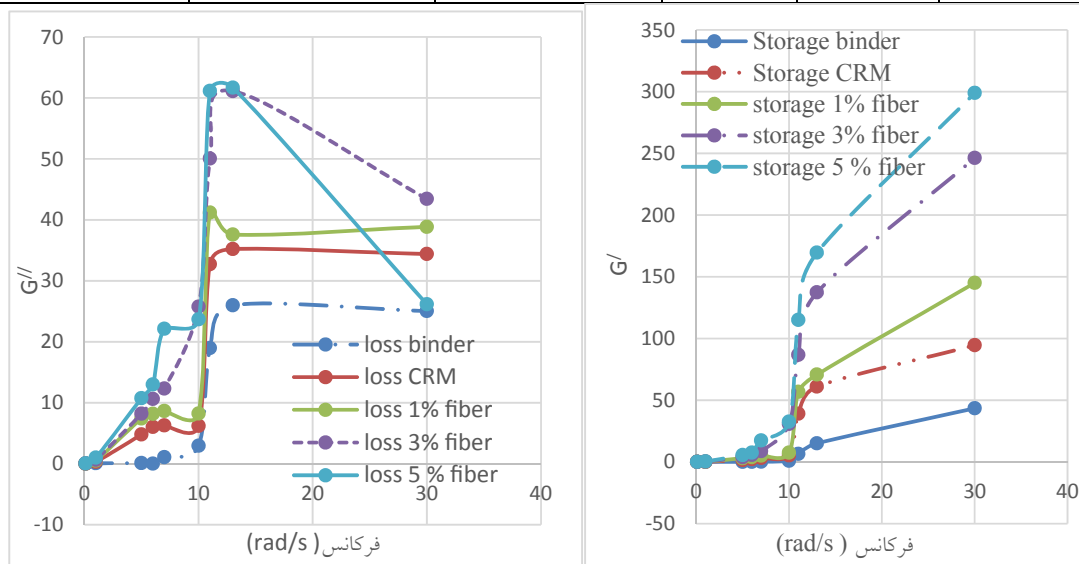 70
60
50
40
30
20
10
0
-10
G//
0
10
20
30
40
فرکانس( rad/s)
loss binder
loss CRM
loss 1% fiber
loss 3% fiber
loss 5 % fiber
350
300
250
200
150
100
50
0
-50
G/
0
10
20
30
40
فرکانس ( rad/s)
Storage binder
Storage CRM
storage 1% fiber
storage 3% fiber
storage 5 % fiber